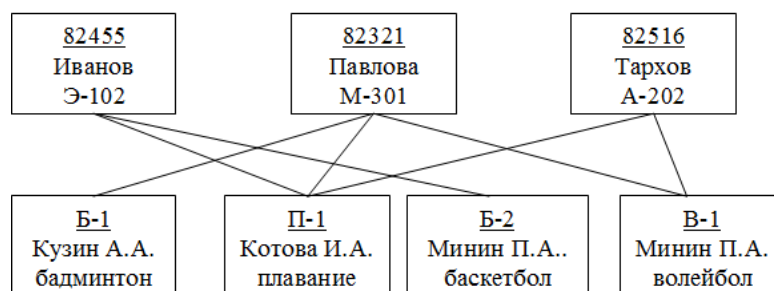 82455
Иванов
Э-102
82321
Павлова
М-301
82516
Тархов
А-202
Б-1
Кузин А.А.
бадминтон
П-1
Котова И.А.
плавание
Б-2
Минин П.А..
баскетбол
В-1
Минин П.А.
волейбол